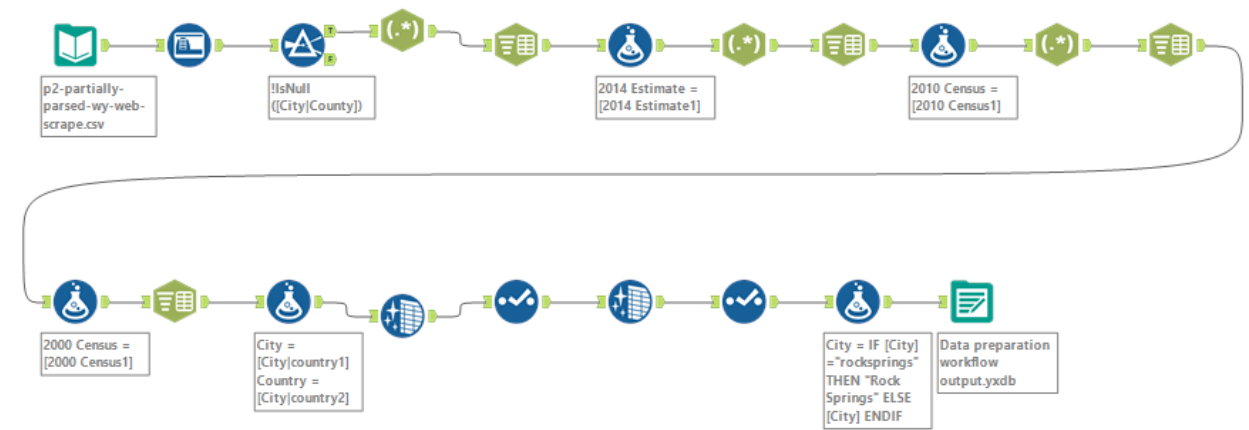 T
F
(.*)
(.*)
(.*)
p2-partially-
parsed-wy-web-
scrape.csv
!IsNull
([City|County])
2014 Estimate =
[2014 Estimate1]
2010 Census =
[2010 Census1]
2000 Census =
[2000 Census1]
City =
[City|country1]
Country =
[City|country2]
City = IF [City]
="rocksprings"
THEN "Rock
Springs" ELSE
[City] ENDIF
Data preparation
workflow
output.yxdb